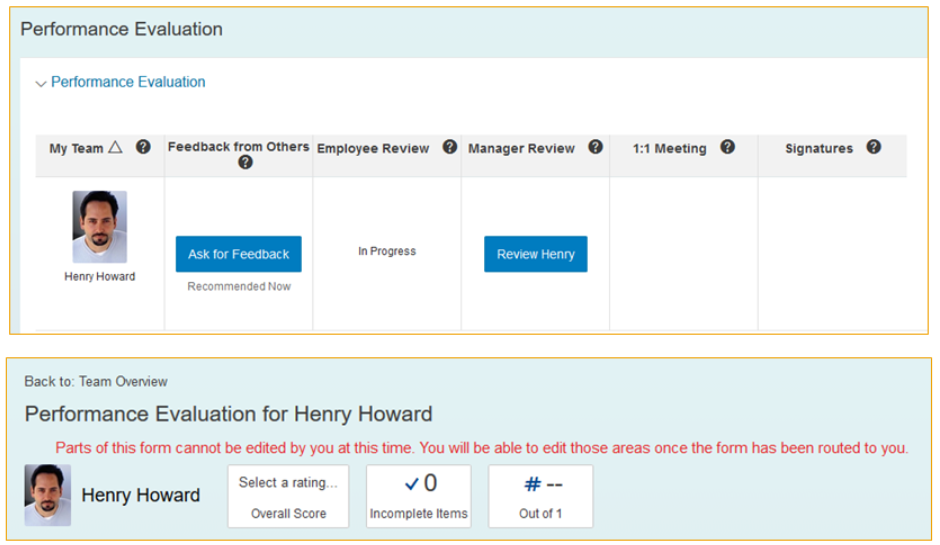 Performance Evaluation
Performance Evaluation
My Team △ ?
Feedback from Others ?
Employee Review ?
Manager Review ?
1:1 Meeting ?
Signatures ?
Henry Howard
Ask for Feedback
Recommended Now
In Progress
Review Henry
Back to: Team Overview
Performance Evaluation for Henry Howard
Parts of this form cannot be edited by you at this time. You will be able to edit those areas once the form has been routed to you.
Henry Howard
Select a rating...
Overall Score
✓ 0
Incomplete Items
# --
Out of 1